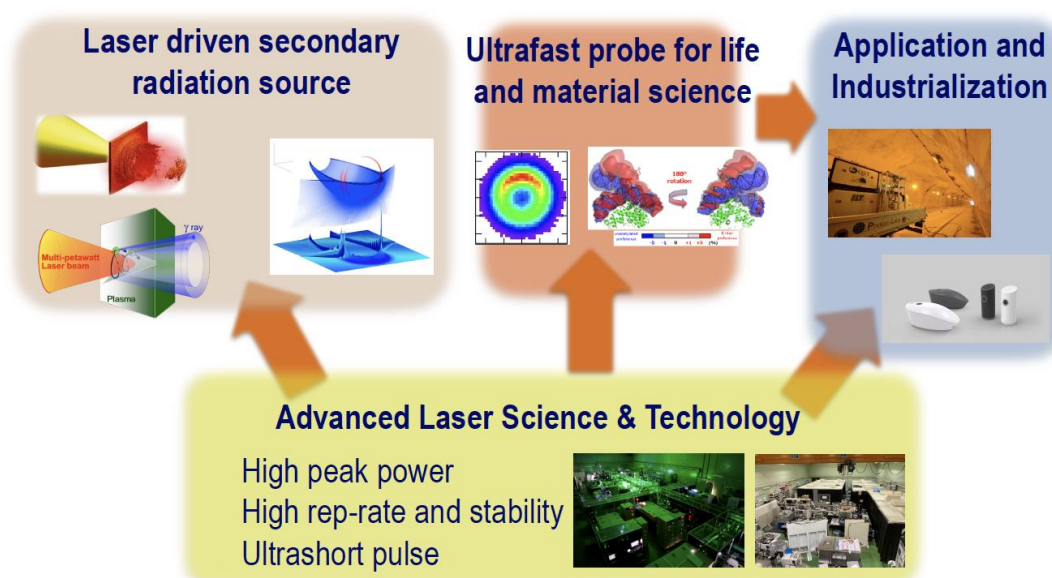 Laser driven secondary
radiation source
γ ray
Multi-petawatt
Laser beam
Plasma
Ultrafast probe for life
and material science
180°
rotation
(%)
Application and
Industrialization
Advanced Laser Science & Technology
High peak power
High rep-rate and stability
Ultrashort pulse